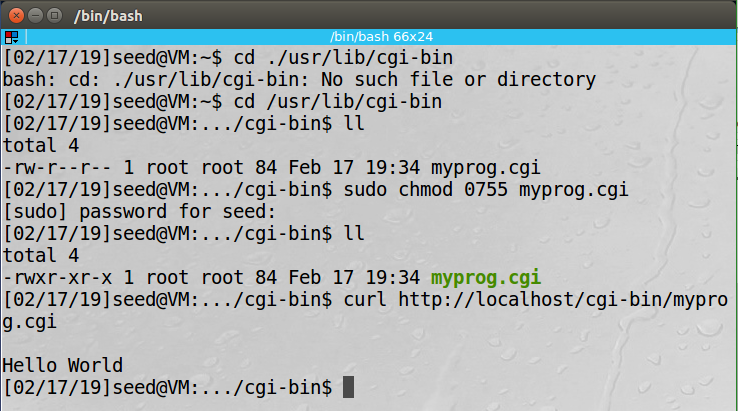 /bin/bash
/bin/bash 66x24
[02/17/19]seed@VM:~$ cd ./usr/lib/cgi-bin
bash: cd: ./usr/lib/cgi-bin: No such file or directory
[02/17/19]seed@VM:~$ cd /usr/lib/cgi-bin
[02/17/19]seed@VM:.../cgi-bin$ ll
total 4
-rw-r--r-- 1 root root 84 Feb 17 19:34 myprog.cgi
[02/17/19]seed@VM:.../cgi-bin$ sudo chmod 0755 myprog.cgi
[sudo] password for seed:
[02/17/19]seed@VM:.../cgi-bin$ ll
total 4
-rwxr-xr-x 1 root root 84 Feb 17 19:34 myprog.cgi
[02/17/19]seed@VM:.../cgi-bin$ curl http://localhost/cgi-bin/mypro
g.cgi
Hello World
[02/17/19]seed@VM:.../cgi-bin$